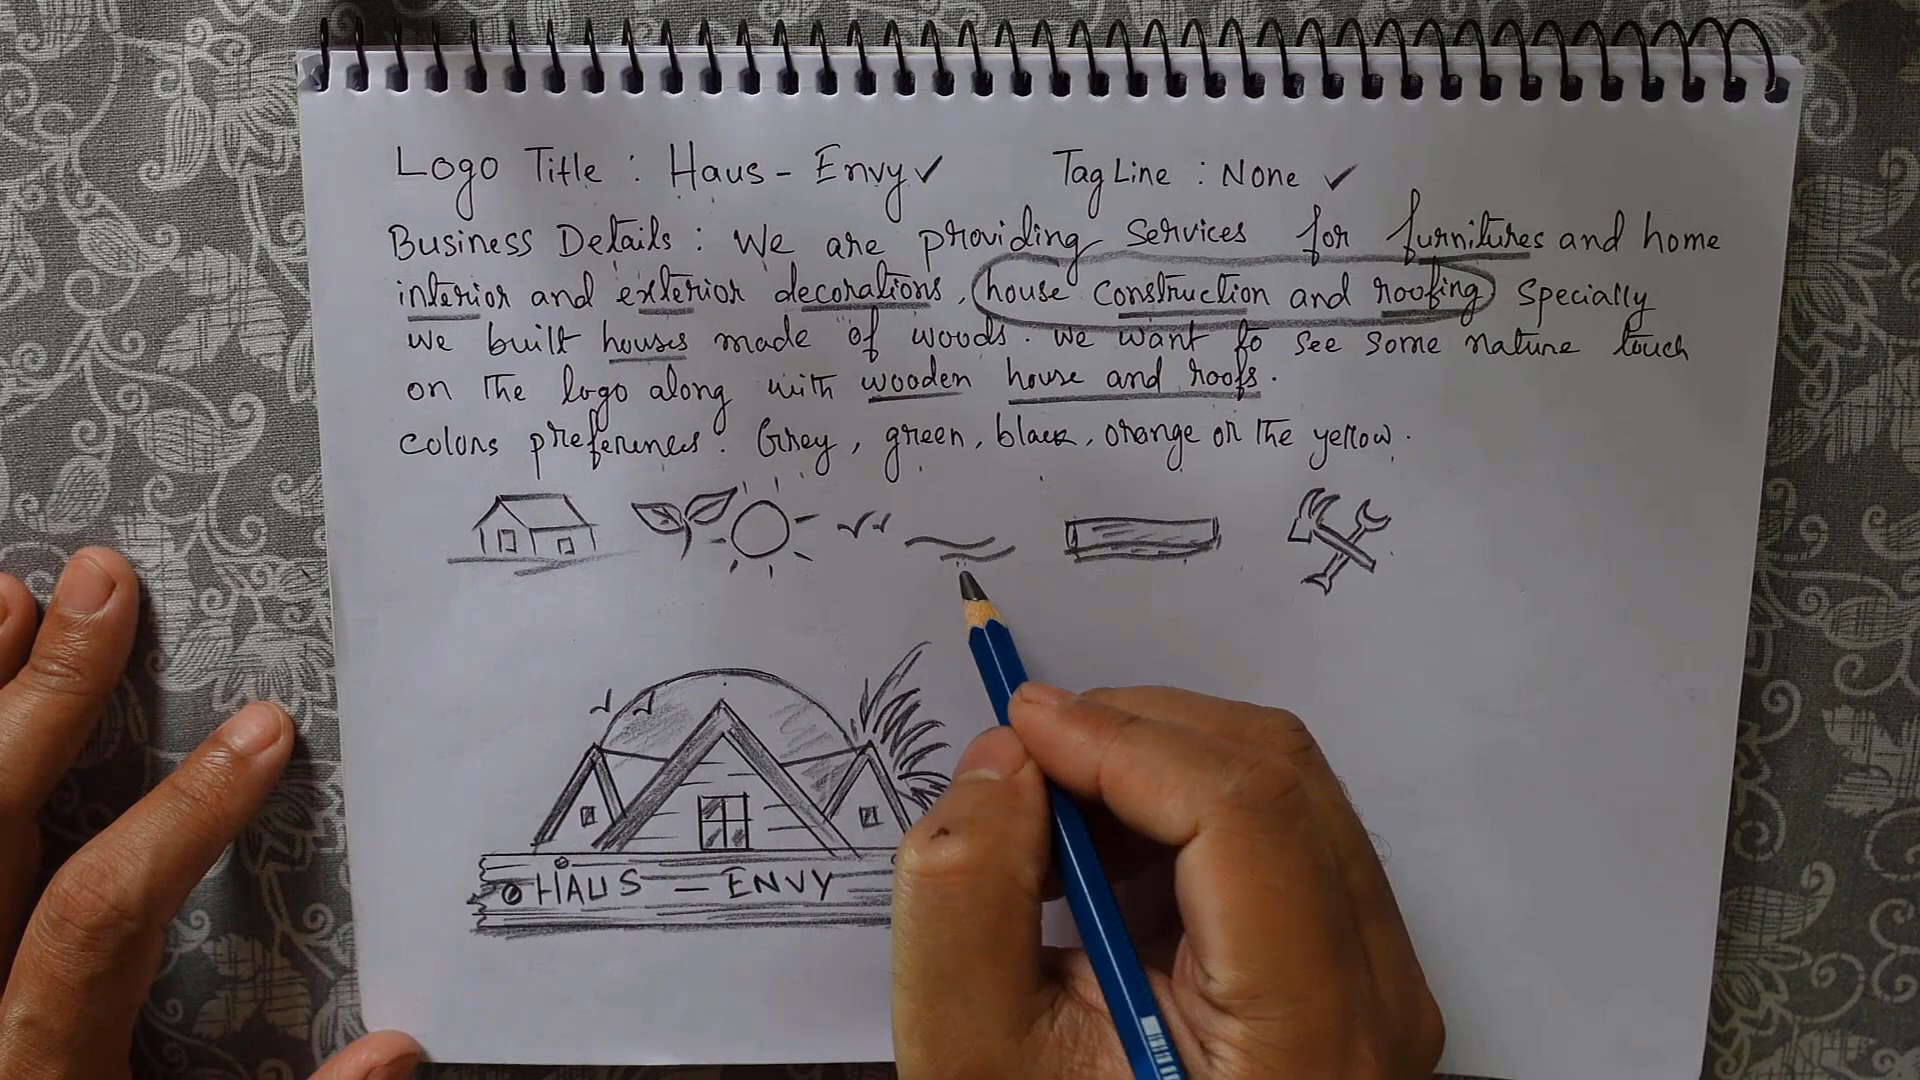 Logo Title : Haus - Envy ✓ Tag Line : None ✓
Business Details : We are providing services for furnitures and home
interior and exterior decorations, house construction and roofing specially
we built houses made of woods. we want to see some nature touch
on the logo along with wooden house and roofs.
colors preferences : Grey, green, black, orange or the yellow.
HAUS - ENVY